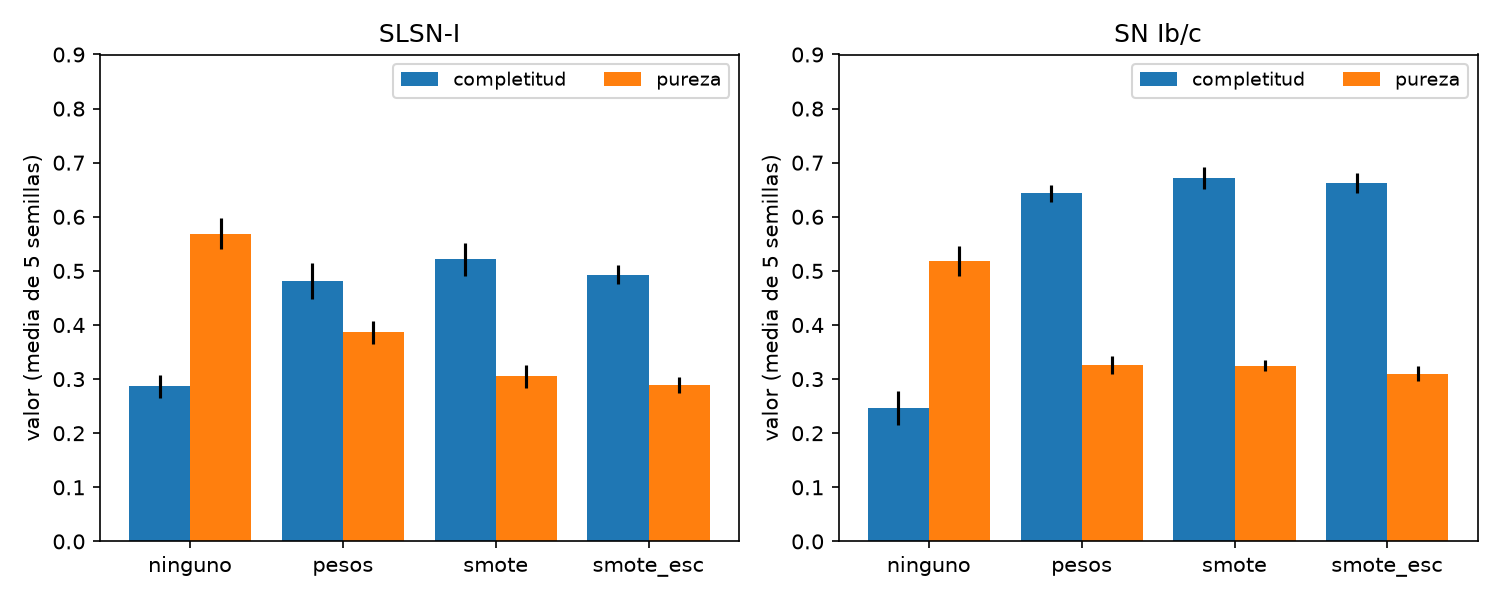 SLSN-I
completitud pureza
valor (media de 5 semillas)
0.9
0.8
0.7
0.6
0.5
0.4
0.3
0.2
0.1
0.0
ninguno pesos smote smote_esc
SN Ib/c
completitud pureza
valor (media de 5 semillas)
0.9
0.8
0.7
0.6
0.5
0.4
0.3
0.2
0.1
0.0
ninguno pesos smote smote_esc